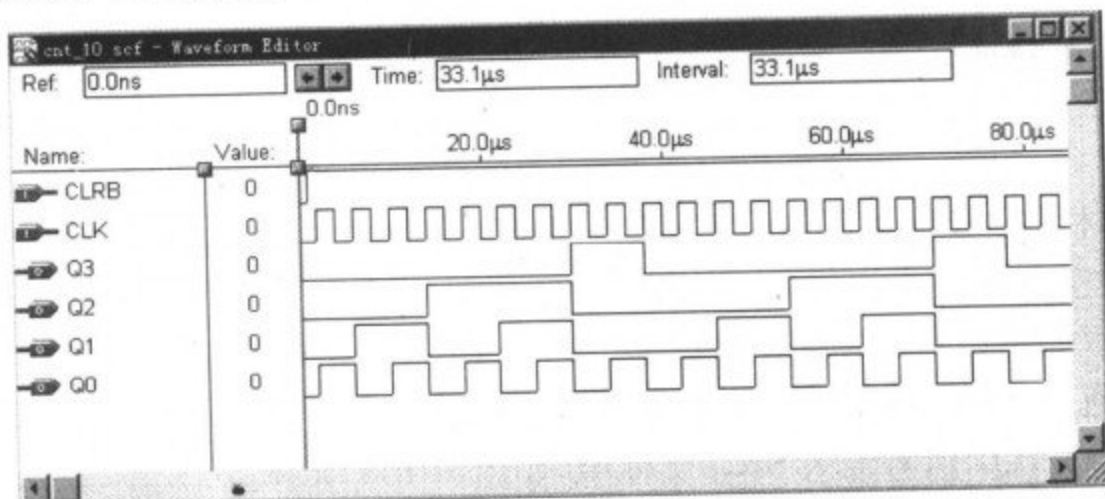 cnt_10 scf - Waveform Editor
Ref: 0.0ns Time: 33.1μs Interval: 33.1μs
0.0ns
20.0μs 40.0μs 60.0μs 80.0μs
Name: Value:
CLRB 0
CLK 0
Q3 0
Q2 0
Q1 0
Q0 0